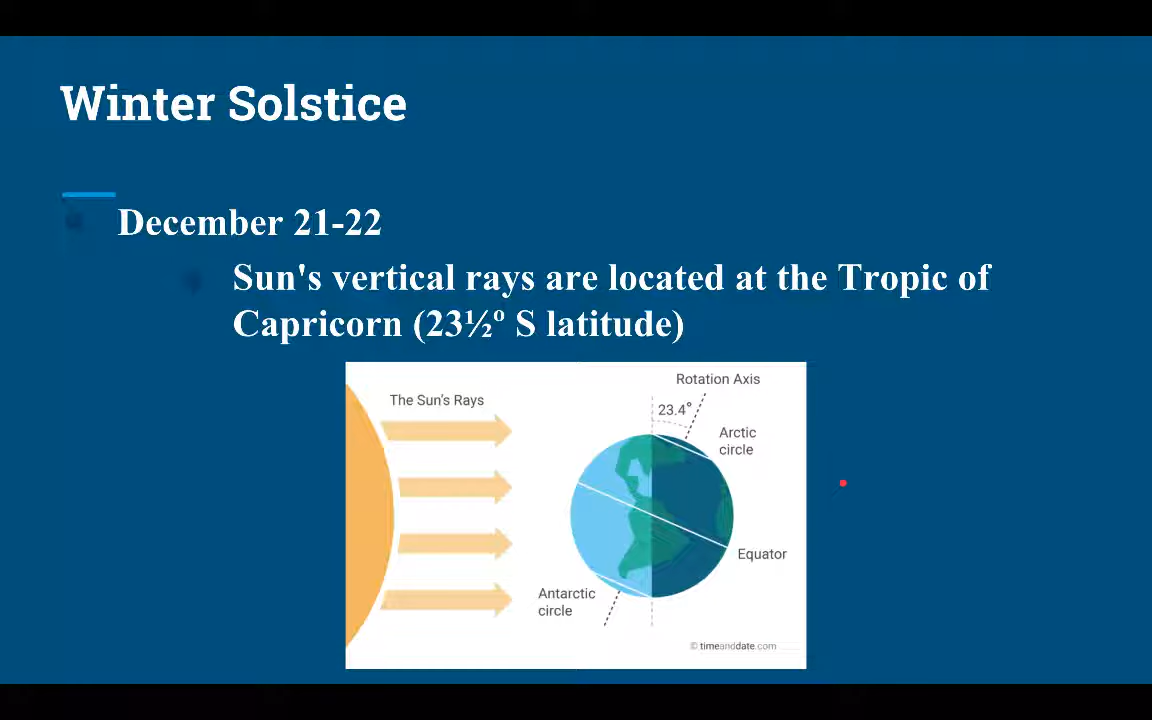 Winter Solstice
December 21-22
Sun's vertical rays are located at the Tropic of
Capricorn (23½º S latitude)
Rotation Axis
The Sun's Rays
23.4°
Arctic
circle
Equator
Antarctic
circle
© timeanddate.com